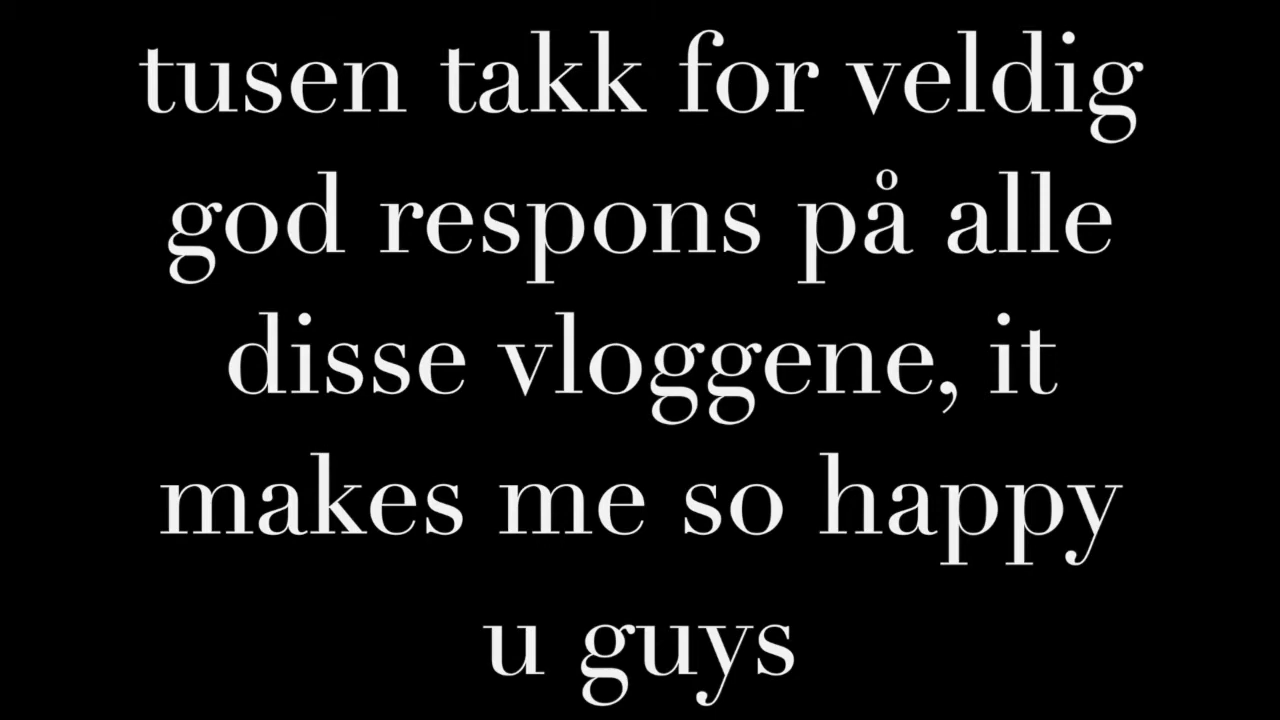 tusen takk for veldig
god respons på alle
disse vloggene, it
makes me so happy
u guys